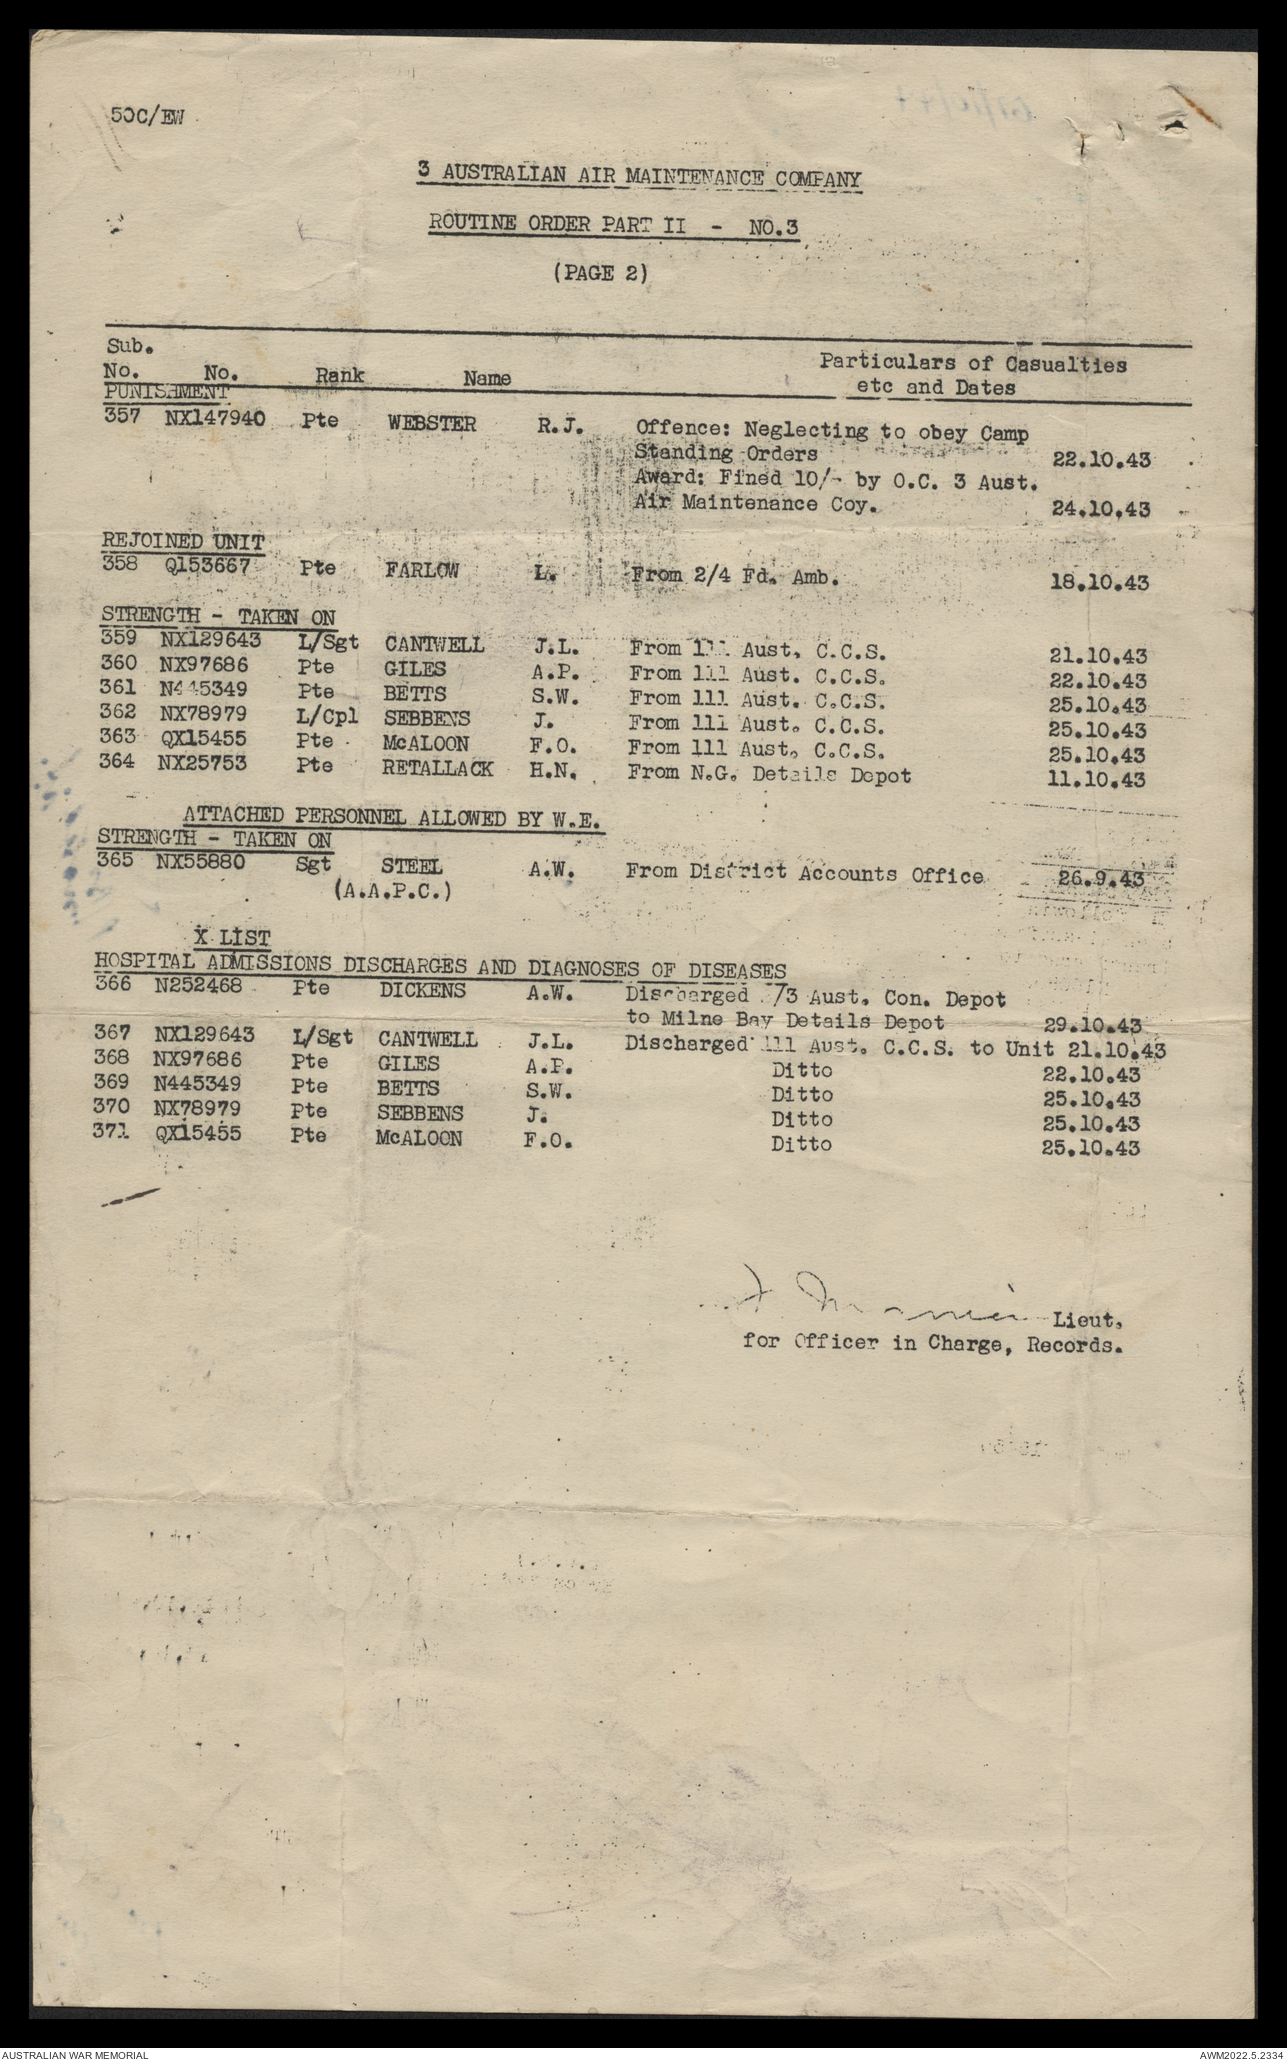 50C/EW
3 AUSTRALIAN AIR MAINTENANCE COMPANY
ROUTINE ORDER PART II - NO.3
(PAGE 2)
Sub.
No. No. Rank Name Particulars of Casualties
etc and Dates
PUNISHMENT
357 NX147940 Pte WEBSTER R.J. Offence: Neglecting to obey Camp
Standing Orders 22.10.43
Award: Fined 10/- by O.C. 3 Aust.
Air Maintenance Coy. 24.10.43
REJOINED UNIT
358 Q153667 Pte FARLOW L. From 2/4 Fd. Amb. 18.10.43
STRENGTH - TAKEN ON
359 NX129643 L/Sgt CANTWELL J.L. From 111 Aust. C.C.S. 21.10.43
360 NX97686 Pte GILES A.P. From 111 Aust. C.C.S. 22.10.43
361 N445349 Pte BETTS S.W. From 111 Aust. C.C.S. 25.10.43
362 NX78979 L/Cpl SEBBENS J. From 111 Aust. C.C.S. 25.10.43
363 QX15455 Pte McALOON F.O. From 111 Aust. C.C.S. 25.10.43
364 NX25753 Pte RETALLACK H.N. From N.G. Details Depot 11.10.43
ATTACHED PERSONNEL ALLOWED BY W.E.
STRENGTH - TAKEN ON
365 NX55880 Sgt STEEL A.W. From District Accounts Office 26.9.43
(A.A.P.C.)
X LIST
HOSPITAL ADMISSIONS DISCHARGES AND DIAGNOSES OF DISEASES
366 N252468 Pte DICKENS A.W. Discharged /3 Aust. Con. Depot
to Milne Bay Details Depot 29.10.43
367 NX129643 L/Sgt CANTWELL J.L. Discharged 111 Aust. C.C.S. to Unit 21.10.43
368 NX97686 Pte GILES A.P. Ditto 22.10.43
369 N445349 Pte BETTS S.W. Ditto 25.10.43
370 NX78979 Pte SEBBENS J. Ditto 25.10.43
371 QX15455 Pte McALOON F.O. Ditto 25.10.43
Lieut.
for Officer in Charge, Records.
AUSTRALIAN WAR MEMORIAL AWM2022.5.2334